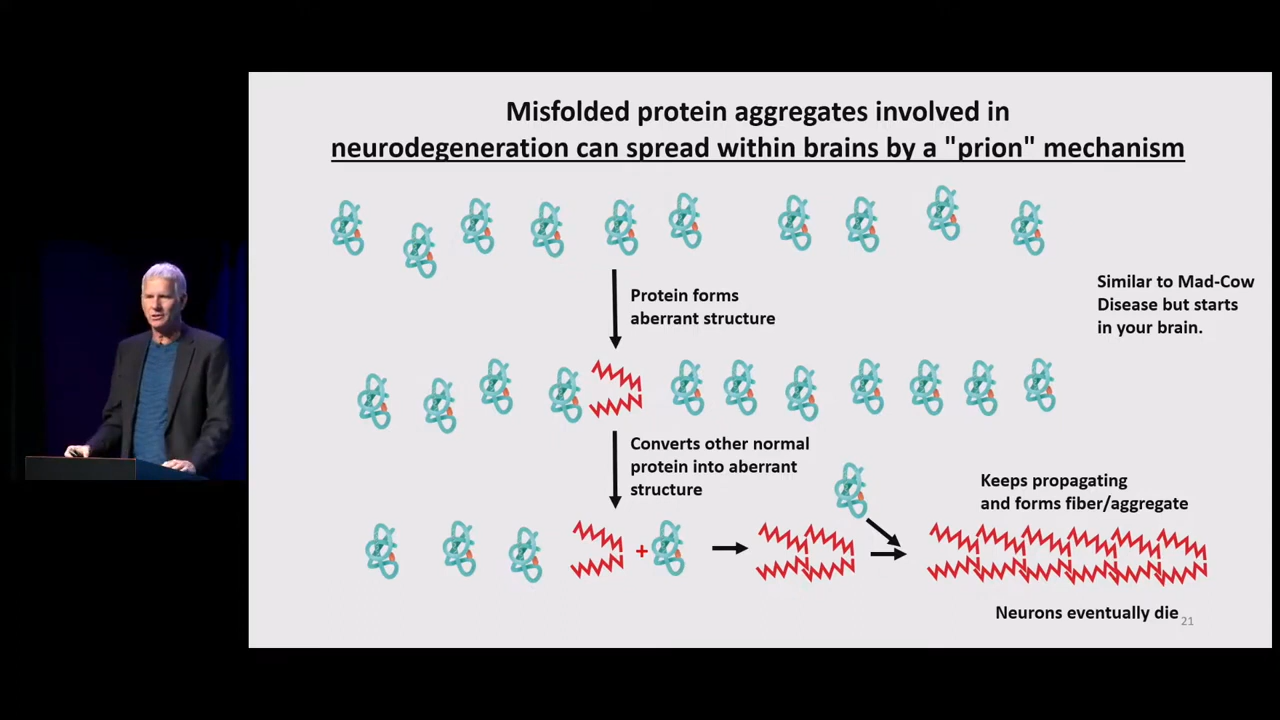 Misfolded protein aggregates involved in
neurodegeneration can spread within brains by a "prion" mechanism
Protein forms
aberrant structure
Similar to Mad-Cow
Disease but starts
in your brain.
Converts other normal
protein into aberrant
structure
Keeps propagating
and forms fiber/aggregate
+
Neurons eventually die
21